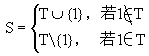 S = { T∪{1}, 若1∉T
T\{1}, 若1∈T